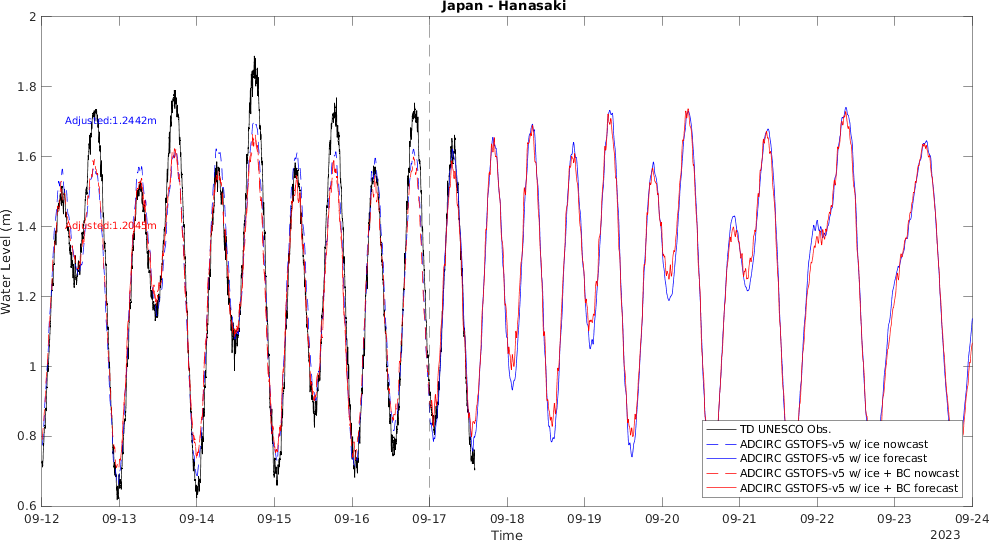 Japan - Hanasaki
2
1.8
1.6
1.4
1.2
1
0.8
0.6
Water Level (m)
Adjusted:1.2442m
Adjusted:1.2045m
TD UNESCO Obs.
ADCIRC GSTOFS-v5 w/ ice nowcast
ADCIRC GSTOFS-v5 w/ ice forecast
ADCIRC GSTOFS-v5 w/ ice + BC nowcast
ADCIRC GSTOFS-v5 w/ ice + BC forecast
09-12 09-13 09-14 09-15 09-16 09-17 09-18 09-19 09-20 09-21 09-22 09-23 09-24
Time
2023